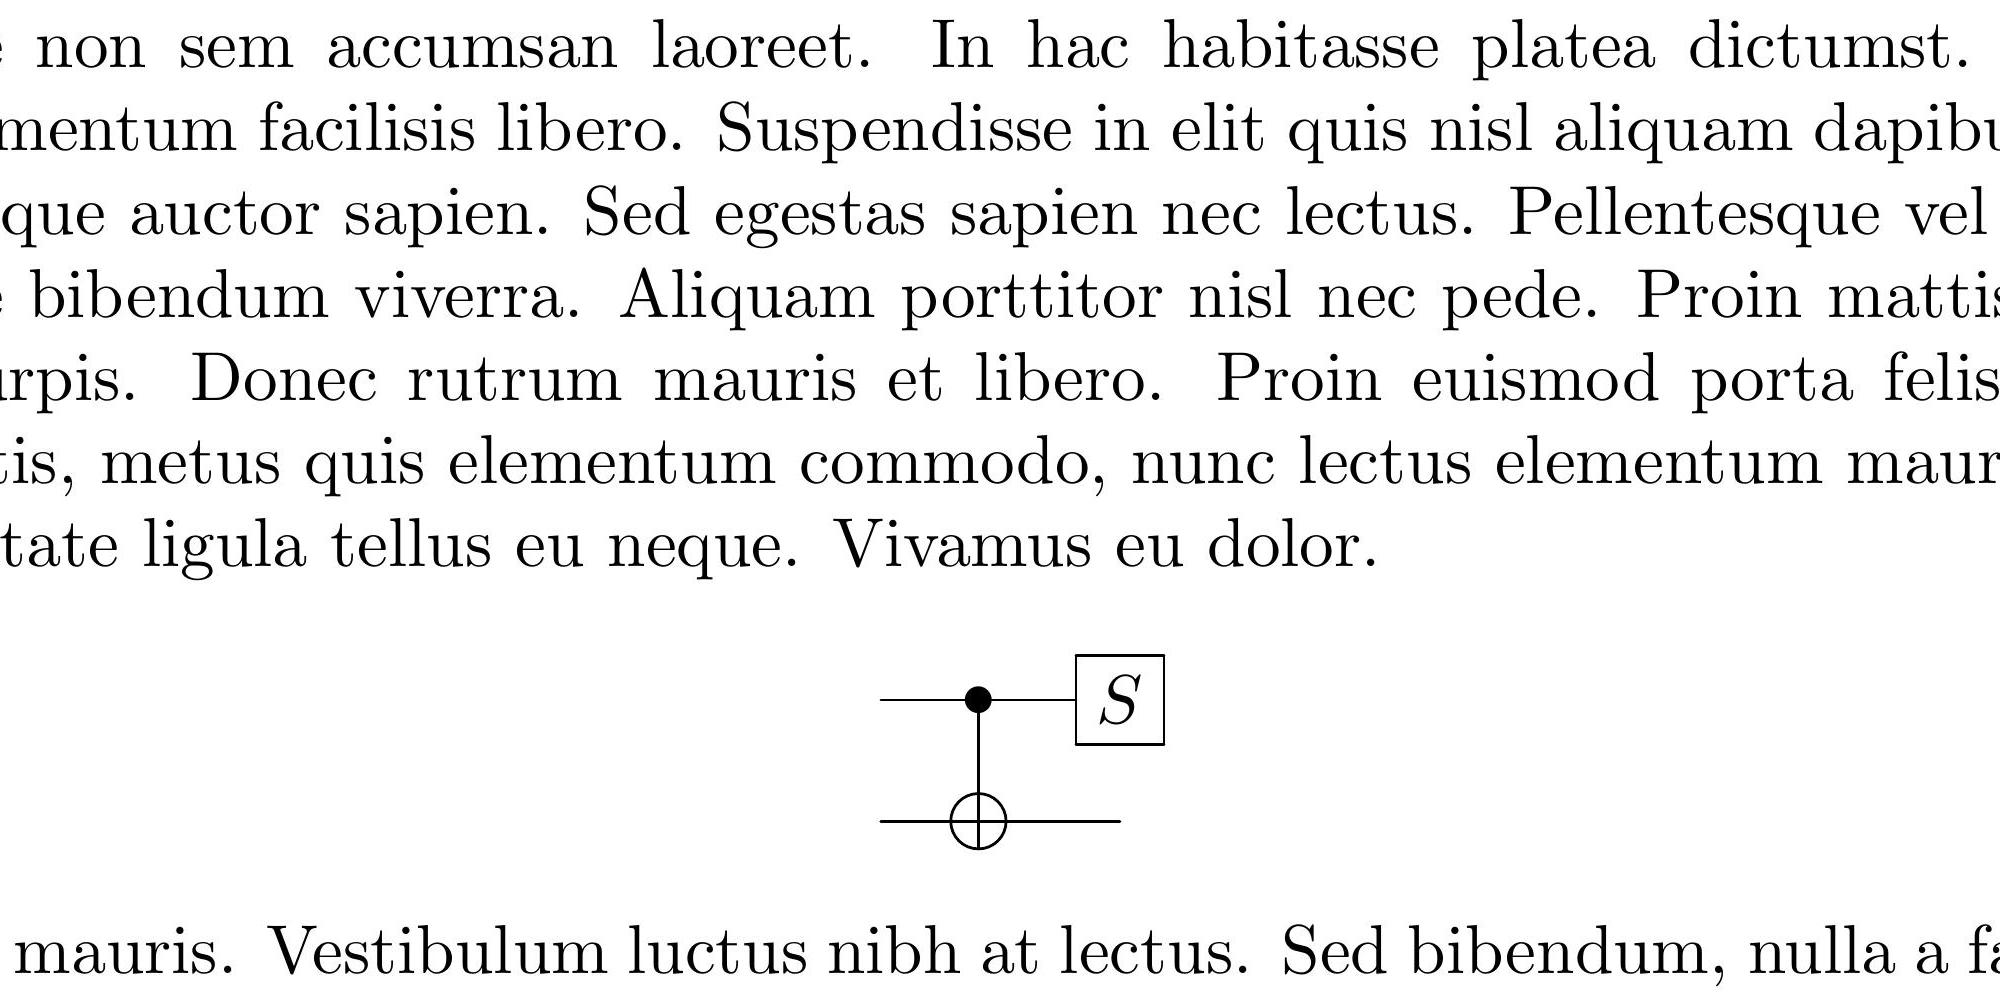 non sem accumsan laoreet. In hac habitasse platea dictumst.
mentum facilisis libero. Suspendisse in elit quis nisl aliquam dapibu
que auctor sapien. Sed egestas sapien nec lectus. Pellentesque vel
bibendum viverra. Aliquam porttitor nisl nec pede. Proin mattis
urpis. Donec rutrum mauris et libero. Proin euismod porta felis
tis, metus quis elementum commodo, nunc lectus elementum maur
tate ligula tellus eu neque. Vivamus eu dolor.
S
mauris. Vestibulum luctus nibh at lectus. Sed bibendum, nulla a fa